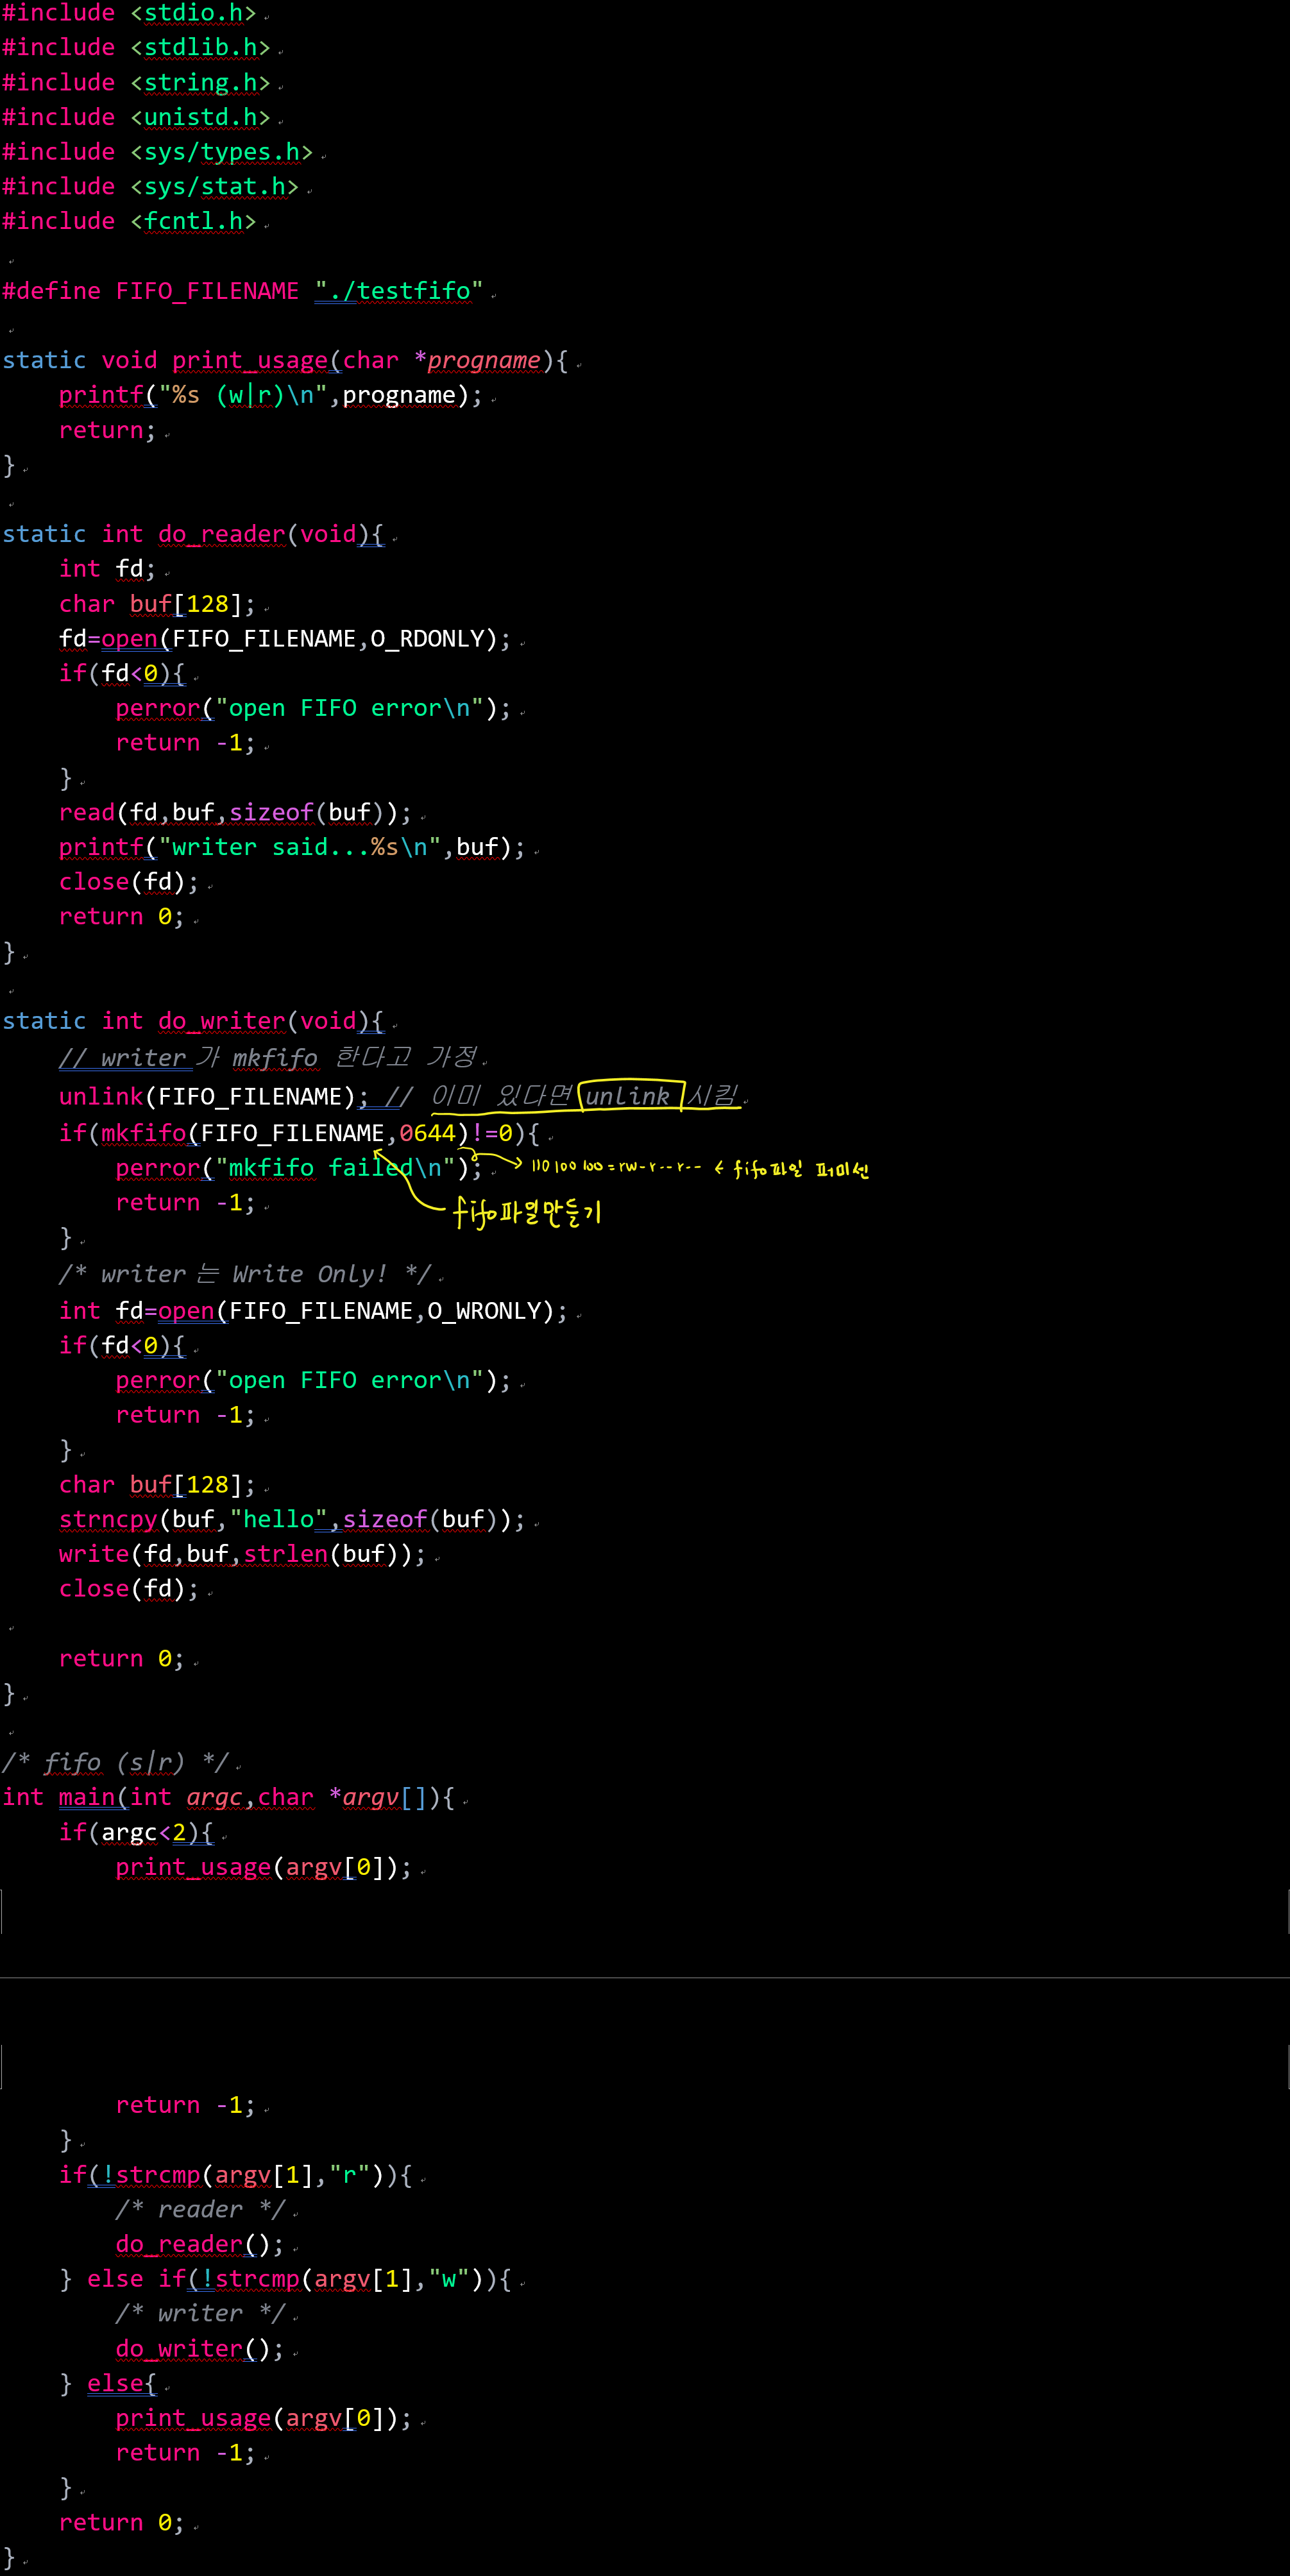 #include <stdio.h>
#include <stdlib.h>
#include <string.h>
#include <unistd.h>
#include <sys/types.h>
#include <sys/stat.h>
#include <fcntl.h>
#define FIFO_FILENAME "./testfifo"
static void print_usage(char *progname){
    printf("%s (w|r)\n",progname);
    return;
}
static int do_reader(void){
    int fd;
    char buf[128];
    fd=open(FIFO_FILENAME,O_RDONLY);
    if(fd<0){
        perror("open FIFO error\n");
        return -1;
    }
    read(fd,buf,sizeof(buf));
    printf("writer said...%s\n",buf);
    close(fd);
    return 0;
}
static int do_writer(void){
    // writer가 mkfifo 한다고 가정
    unlink(FIFO_FILENAME); // 이미 있다면 unlink 시킴
    if(mkfifo(FIFO_FILENAME,0644)!=0){
        perror("mkfifo failed\n"); → 110 100 100 = rw-r--r-- ← fifo파일 퍼미션
        return -1; fifo파일만들기
    }
    /* writer는 Write Only! */
    int fd=open(FIFO_FILENAME,O_WRONLY);
    if(fd<0){
        perror("open FIFO error\n");
        return -1;
    }
    char buf[128];
    strncpy(buf,"hello",sizeof(buf));
    write(fd,buf,strlen(buf));
    close(fd);
    return 0;
}
/* fifo (s|r) */
int main(int argc,char *argv[]){
    if(argc<2){
        print_usage(argv[0]);
        return -1;
    }
    if(!strcmp(argv[1],"r")){
        /* reader */
        do_reader();
    } else if(!strcmp(argv[1],"w")){
        /* writer */
        do_writer();
    } else{
        print_usage(argv[0]);
        return -1;
    }
    return 0;
}